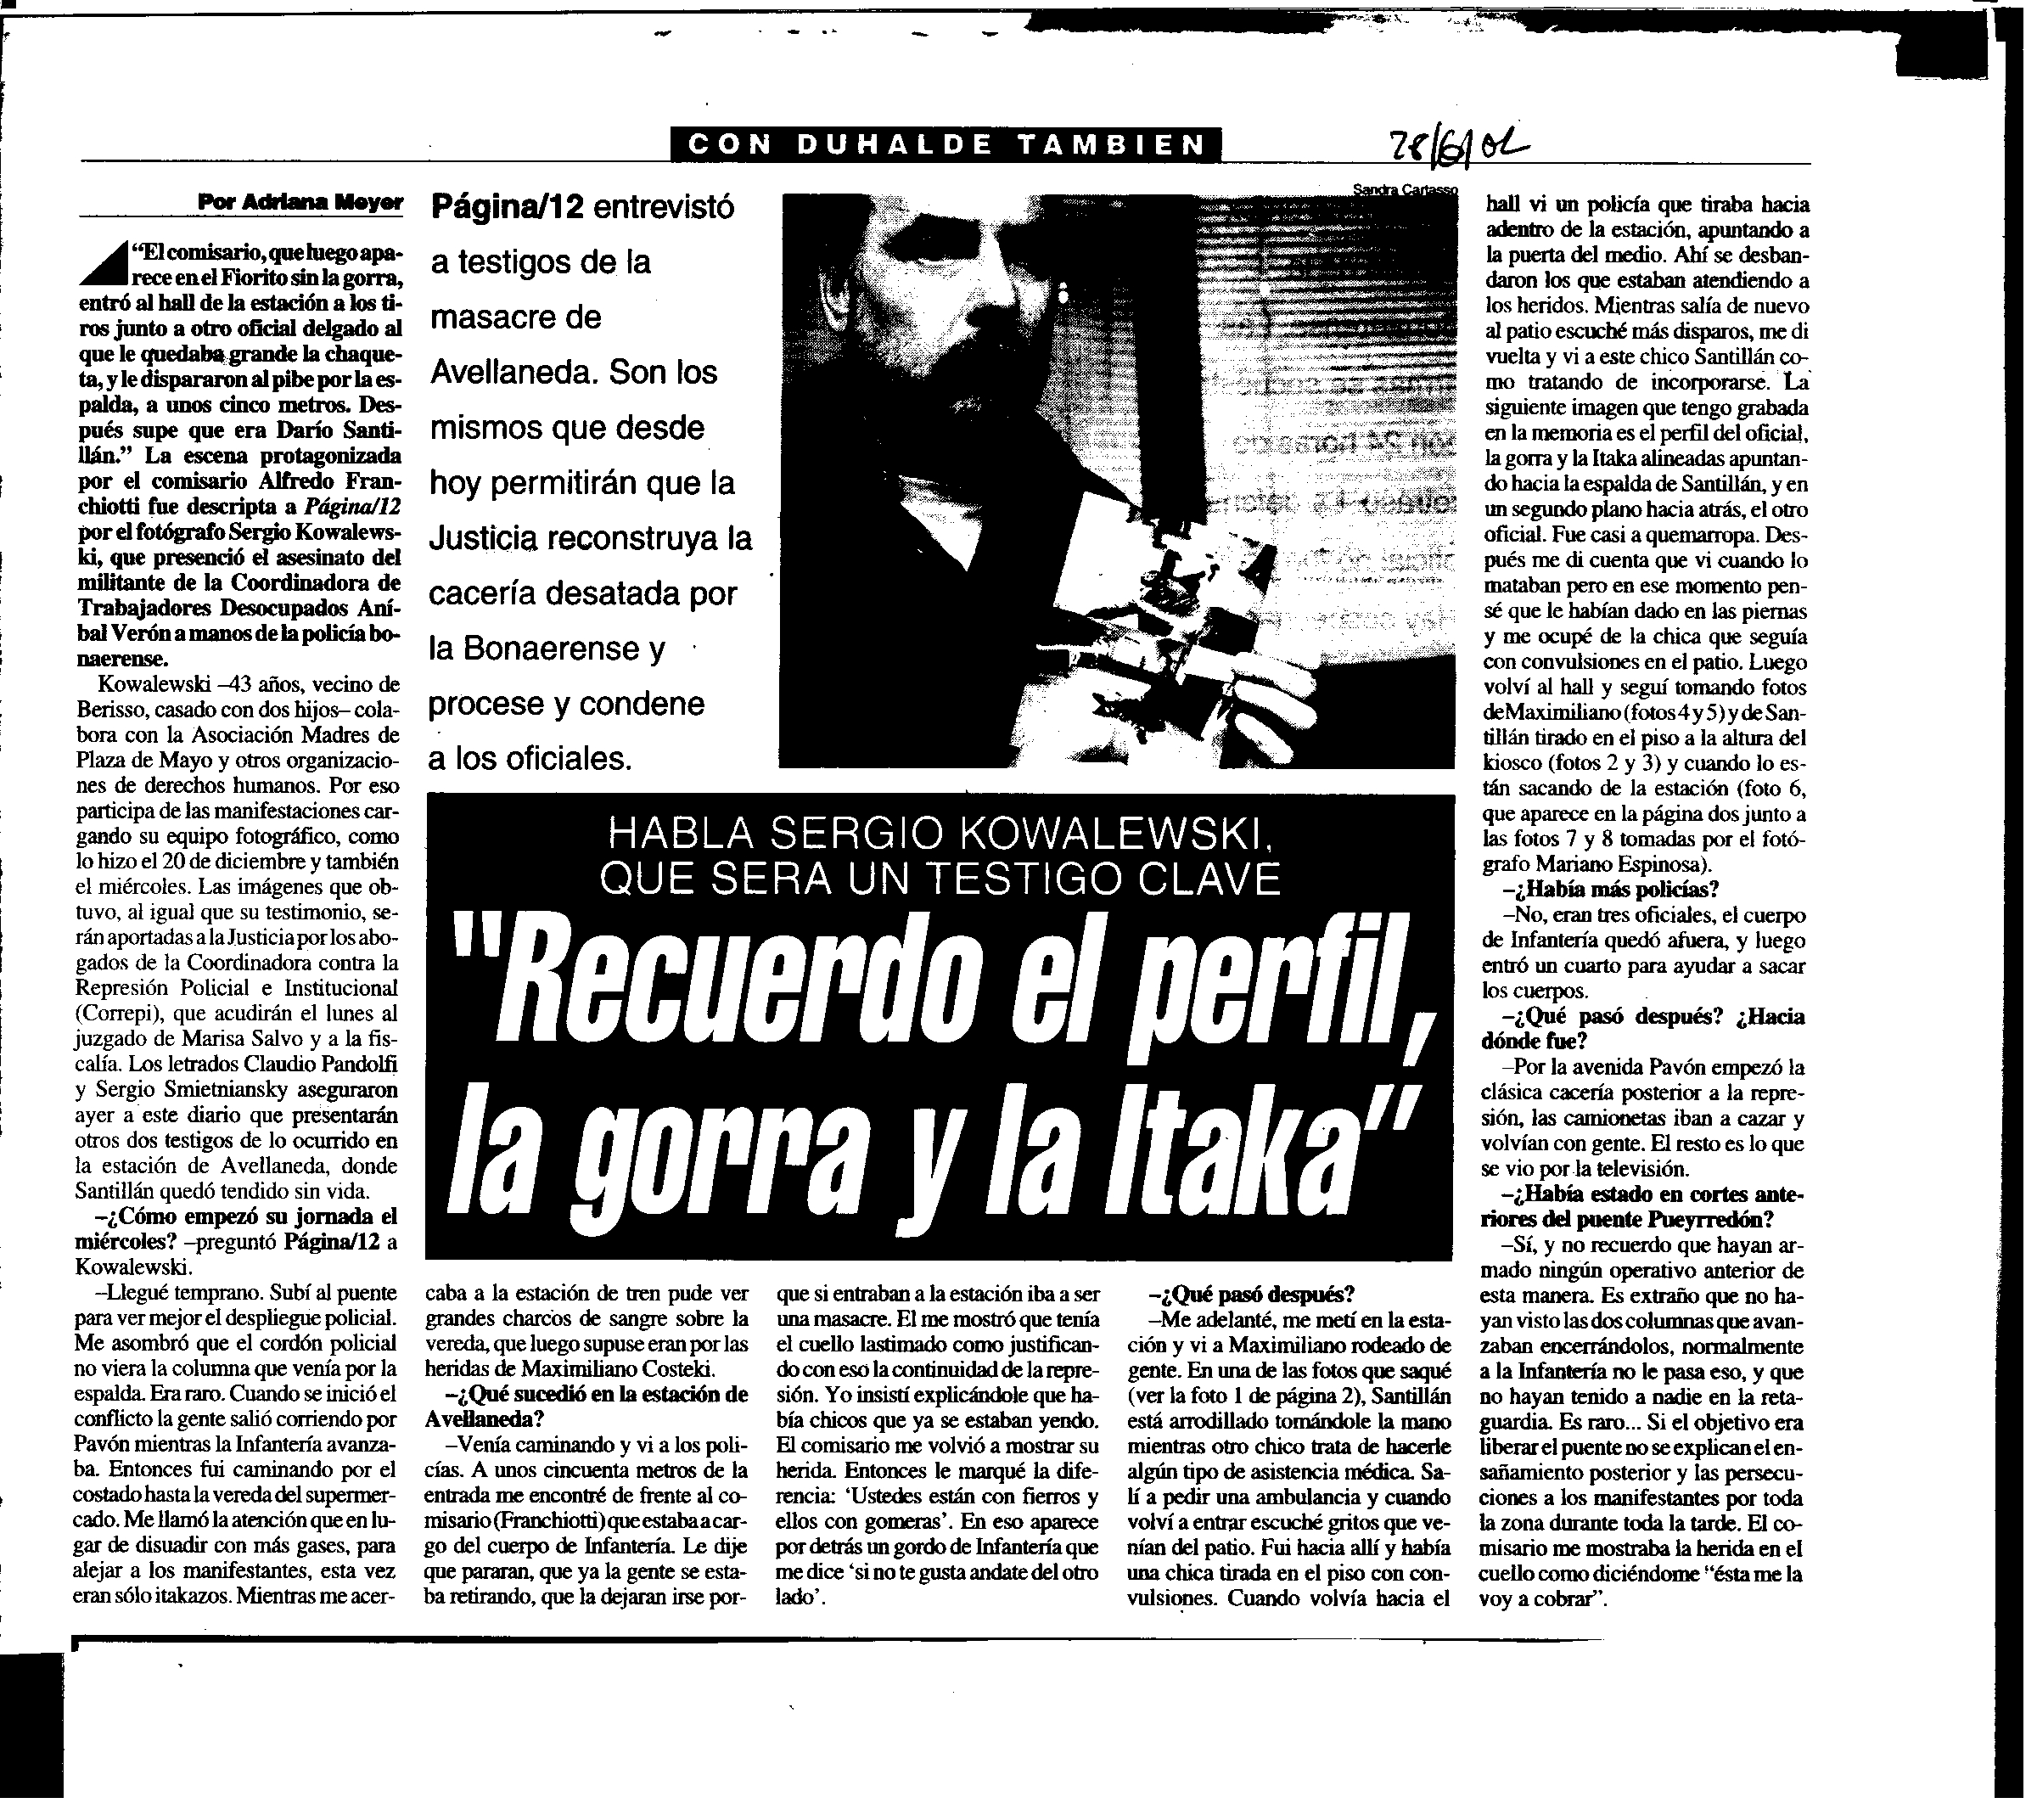 CON DUHALDE TAMBIEN
28/6/02
Por Adriana Meyer
“El comisario, que luego apa-
rece en el Fiorito sin la gorra,
entró al hall de la estación a los ti-
ros junto a otro oficial delgado al
que le quedaba grande la chaque-
ta, y le dispararon al pibe por la es-
palda, a unos cinco metros. Des-
pués supe que era Darío Santi-
llán.” La escena protagonizada
por el comisario Alfredo Fran-
chiotti fue descripta a Página/12
por el fotógrafo Sergio Kowalews-
ki, que presenció el asesinato del
militante de la Coordinadora de
Trabajadores Desocupados Aní-
bal Verón a manos de la policía bo-
naerense.
Kowalewski –43 años, vecino de
Berisso, casado con dos hijos– cola-
bora con la Asociación Madres de
Plaza de Mayo y otros organizacio-
nes de derechos humanos. Por eso
participa de las manifestaciones car-
gando su equipo fotográfico, como
lo hizo el 20 de diciembre y también
el miércoles. Las imágenes que ob-
tuvo, al igual que su testimonio, se-
rán aportadas a la Justicia por los abo-
gados de la Coordinadora contra la
Represión Policial e Institucional
(Correpi), que acudirán el lunes al
juzgado de Marisa Salvo y a la fis-
calía. Los letrados Claudio Pandolfi
y Sergio Smietniansky aseguraron
ayer a este diario que presentarán
otros dos testigos de lo ocurrido en
la estación de Avellaneda, donde
Santillán quedó tendido sin vida.
–¿Cómo empezó su jornada el
miércoles? –preguntó Página/12 a
Kowalewski.
–Llegué temprano. Subí al puente
para ver mejor el despliegue policial.
Me asombró que el cordón policial
no viera la columna que venía por la
espalda. Era raro. Cuando se inició el
conflicto la gente salió corriendo por
Pavón mientras la Infantería avanza-
ba. Entonces fui caminando por el
costado hasta la vereda del supermer-
cado. Me llamó la atención que en lu-
gar de disuadir con más gases, para
alejar a los manifestantes, esta vez
eran sólo itakazos. Mientras me acer-
Página/12 entrevistó
a testigos de la
masacre de
Avellaneda. Son los
mismos que desde
hoy permitirán que la
Justicia reconstruya la
cacería desatada por
la Bonaerense y
procese y condene
a los oficiales.
Sandra Cartasso
HABLA SERGIO KOWALEWSKI,
QUE SERA UN TESTIGO CLAVE
"Recuerdo el perfil,
la gorra y la Itaka"
caba a la estación de tren pude ver
grandes charcos de sangre sobre la
vereda, que luego supuse eran por las
heridas de Maximiliano Costeki.
–¿Qué sucedió en la estación de
Avellaneda?
–Venía caminando y vi a los poli-
cías. A unos cincuenta metros de la
entrada me encontré de frente al co-
misario (Franchiotti) que estaba a car-
go del cuerpo de Infantería. Le dije
que pararan, que ya la gente se esta-
ba retirando, que la dejaran irse por-
que si entraban a la estación iba a ser
una masacre. El me mostró que tenía
el cuello lastimado como justifican-
do con eso la continuidad de la repre-
sión. Yo insistí explicándole que ha-
bía chicos que ya se estaban yendo.
El comisario me volvió a mostrar su
herida. Entonces le marqué la dife-
rencia: ‘Ustedes están con fierros y
ellos con gomeras’. En eso aparece
por detrás un gordo de Infantería que
me dice ‘si no te gusta andate del otro
lado’.
–¿Qué pasó después?
–Me adelanté, me metí en la esta-
ción y vi a Maximiliano rodeado de
gente. En una de las fotos que saqué
(ver la foto 1 de página 2), Santillán
está arrodillado tomándole la mano
mientras otro chico trata de hacerle
algún tipo de asistencia médica. Sa-
lí a pedir una ambulancia y cuando
volví a entrar escuché gritos que ve-
nían del patio. Fui hacia allí y había
una chica tirada en el piso con con-
vulsiones. Cuando volvía hacia el
hall vi un policía que tiraba hacia
adentro de la estación, apuntando a
la puerta del medio. Ahí se desban-
daron los que estaban atendiendo a
los heridos. Mientras salía de nuevo
al patio escuché más disparos, me di
vuelta y vi a este chico Santillán co-
mo tratando de incorporarse. La
siguiente imagen que tengo grabada
en la memoria es el perfil del oficial,
la gorra y la Itaka alineadas apuntan-
do hacia la espalda de Santillán, y en
un segundo plano hacia atrás, el otro
oficial. Fue casi a quemarropa. Des-
pués me di cuenta que vi cuando lo
mataban pero en ese momento pen-
sé que le habían dado en las piernas
y me ocupé de la chica que seguía
con convulsiones en el patio. Luego
volví al hall y seguí tomando fotos
de Maximiliano (fotos 4 y 5) y de San-
tillán tirado en el piso a la altura del
kiosco (fotos 2 y 3) y cuando lo es-
tán sacando de la estación (foto 6,
que aparece en la página dos junto a
las fotos 7 y 8 tomadas por el fotó-
grafo Mariano Espinosa).
–¿Había más policías?
–No, eran tres oficiales, el cuerpo
de Infantería quedó afuera, y luego
entró un cuarto para ayudar a sacar
los cuerpos.
–¿Qué pasó después? ¿Hacia
dónde fue?
–Por la avenida Pavón empezó la
clásica cacería posterior a la repre-
sión, las camionetas iban a cazar y
volvían con gente. El resto es lo que
se vio por la televisión.
–¿Había estado en cortes ante-
riores del puente Pueyrredón?
–Sí, y no recuerdo que hayan ar-
mado ningún operativo anterior de
esta manera. Es extraño que no ha-
yan visto las dos columnas que avan-
zaban encerrándolos, normalmente
a la Infantería no le pasa eso, y que
no hayan tenido a nadie en la reta-
guardia. Es raro... Si el objetivo era
liberar el puente no se explican el en-
sañamiento posterior y las persecu-
ciones a los manifestantes por toda
la zona durante toda la tarde. El co-
misario me mostraba la herida en el
cuello como diciéndome “ésta me la
voy a cobrar”.